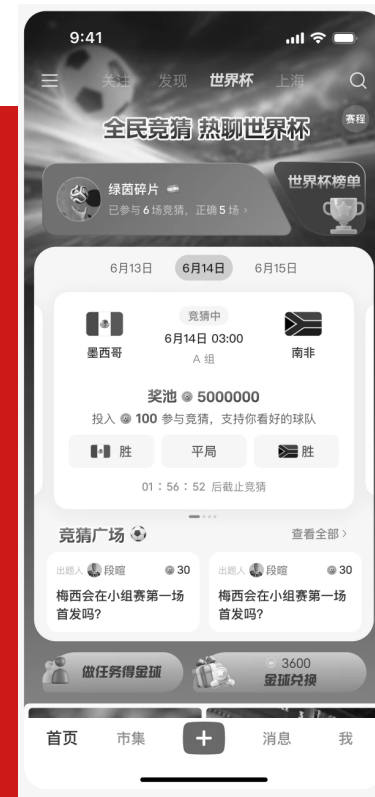 9:41
关注 发现 世界杯 上海
全民竞猜 热聊世界杯
赛程
绿茵碎片
已参与6场竞猜，正确5场 >
世界杯榜单
6月13日 6月14日 6月15日
竞猜中
6月14日 03:00
A 组
墨西哥 南非
奖池 5000000
投入 100 参与竞猜，支持你看好的球队
胜 平局 胜
01 : 56 : 52 后截止竞猜
竞猜广场 查看全部 >
出题人 段暄 30 出题人 段暄 30
梅西会在小组赛第一场 梅西会在小组赛第一场
首发吗？ 首发吗？
做任务得金球
3600
金球兑换
首页 市集 消息 我